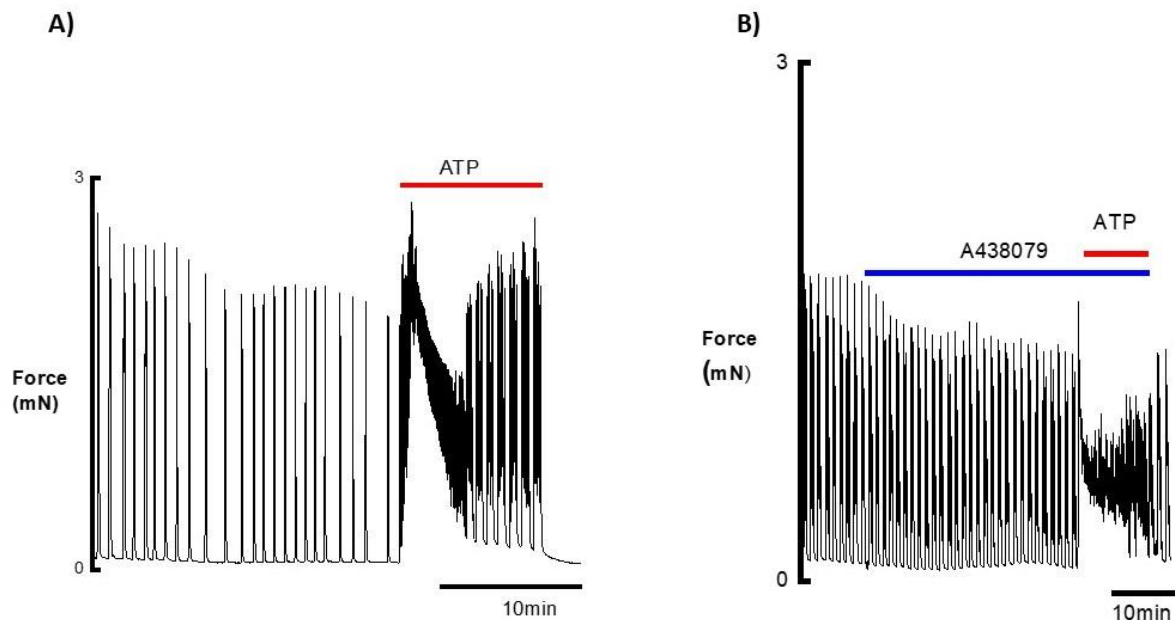 A)
3
ATP
Force
(mN)
0
10min
B)
3
ATP
A438079
Force
(mN)
0
10min